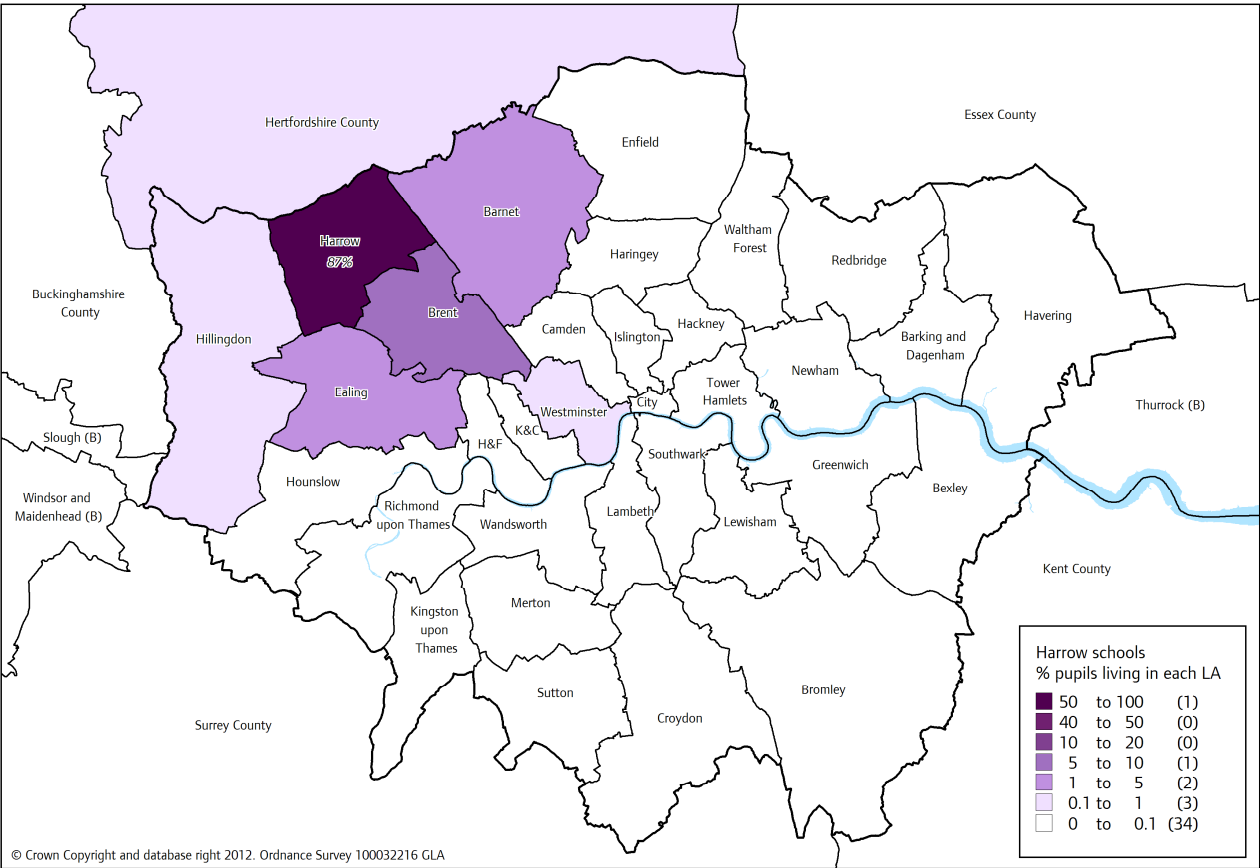 Essex County
Hertfordshire County
Enfield
Barnet
Waltham
Forest
Harrow
87%
Haringey
Redbridge
Buckinghamshire
County
Brent
Hillingdon
Camden
Islington
Hackney
Havering
Barking and
Dagenham
Newham
Ealing
Tower
Hamlets
City
Westminster
K&C
H&F
Thurrock (B)
Slough (B)
Southwark
Greenwich
Hounslow
Bexley
Windsor and
Maidenhead (B)
Richmond
upon Thames
Wandsworth
Lambeth
Lewisham
Kent County
Merton
Kingston
upon
Thames
Sutton
Bromley
Croydon
Surrey County
Harrow schools
% pupils living in each LA
50 to 100 (1)
40 to 50 (0)
10 to 20 (0)
5 to 10 (1)
1 to 5 (2)
0.1 to 1 (3)
0 to 0.1 (34)
© Crown Copyright and database right 2012. Ordnance Survey 100032216 GLA